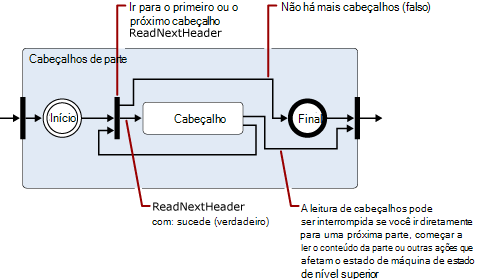 Ir para o primeiro ou o
próximo cabeçalho
ReadNextHeader
Não há mais cabeçalhos (falso)
Cabeçalhos de parte
Início
Cabeçalho
Final
ReadNextHeader
com: sucede (verdadeiro)
A leitura de cabeçalhos pode
ser interrompida se você ir diretamente
para uma próxima parte, começar a
ler o conteúdo da parte ou outras ações que
afetam o estado de máquina de estado
de nível superior